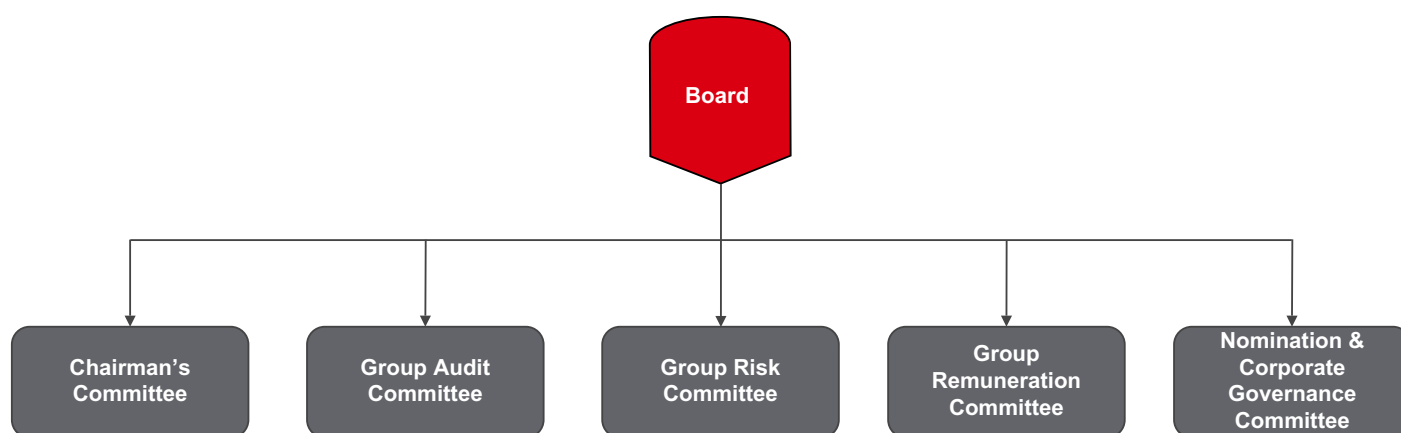 Board
Chairman’s
Committee
Group Audit
Committee
Group Risk
Committee
Group
Remuneration
Committee
Nomination &
Corporate
Governance
Committee